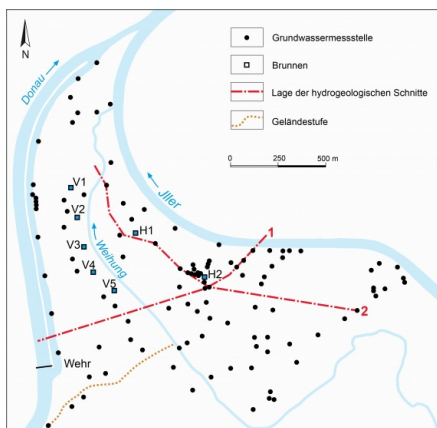 N
Donau
Grundwassermessstelle
Brunnen
Lage der hydrogeologischen Schnitte
Geländestufe
0 250 500 m
Jller
V1
V2
H1
1
V3
Weihung
V4
H2
V5
2
Wehr